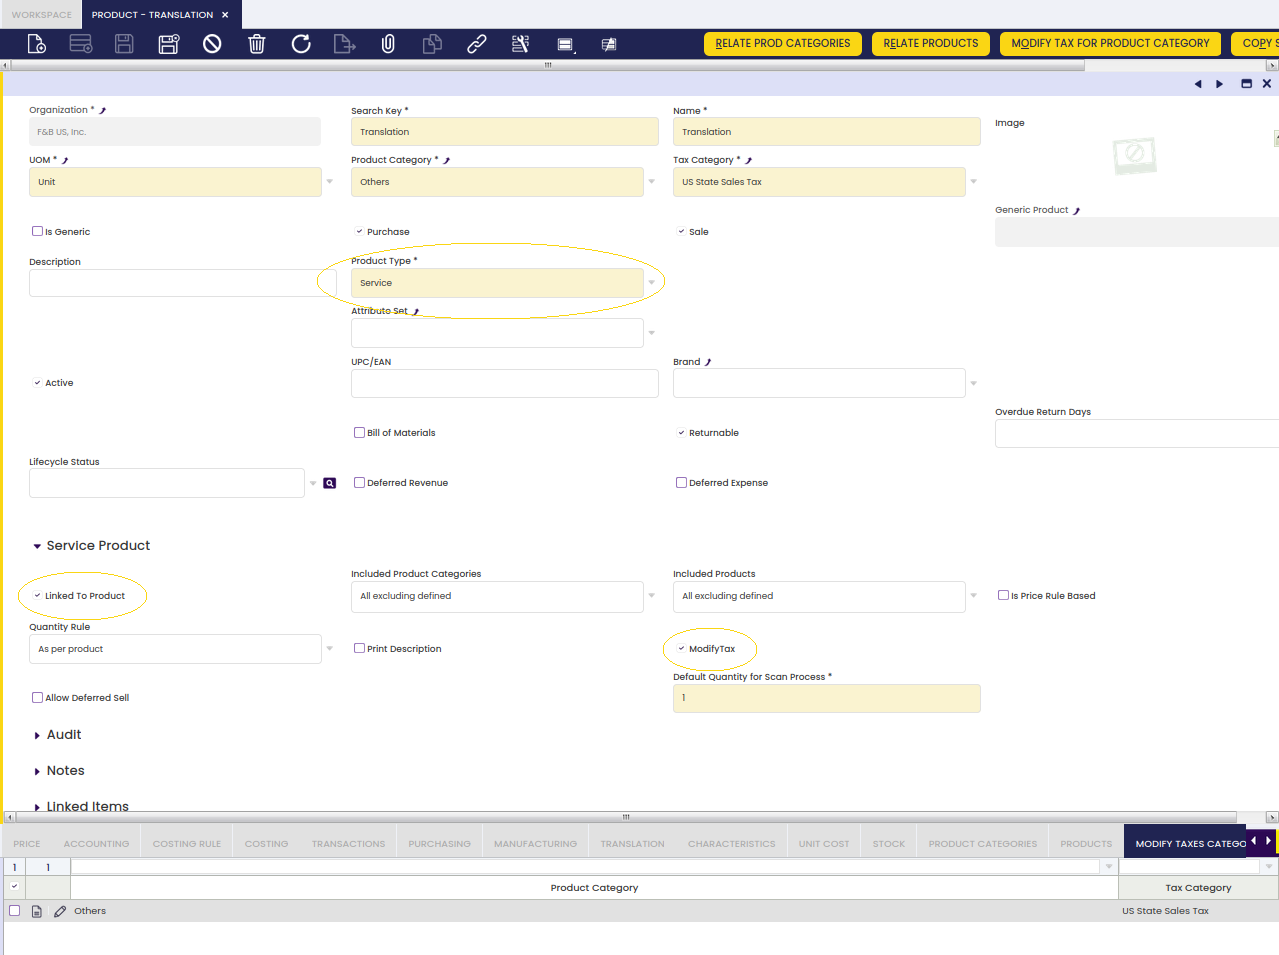 WORKSPACE PRODUCT - TRANSLATION ×
RELATE PROD CATEGORIES RELATE PRODUCTS MODIFY TAX FOR PRODUCT CATEGORY COPY S
Organization * Search Key * Name * Image
F&B US, Inc. Translation Translation
UOM * Product Category * Tax Category *
Unit Others US State Sales Tax
Generic Product
Is Generic Purchase Sale
Description Product Type *
Service
Attribute Set
UPC/EAN Brand
Active
Overdue Return Days
Bill of Materials Returnable
Lifecycle Status
Deferred Revenue Deferred Expense
Service Product
Included Product Categories Included Products
Linked To Product All excluding defined All excluding defined Is Price Rule Based
Quantity Rule
As per product Print Description ModifyTax
Default Quantity for Scan Process *
Allow Deferred Sell 1
Audit
Notes
Linked Items
PRICE ACCOUNTING COSTING RULE COSTING TRANSACTIONS PURCHASING MANUFACTURING TRANSLATION CHARACTERISTICS UNIT COST STOCK PRODUCT CATEGORIES PRODUCTS MODIFY TAXES CATEGO
1 1
Product Category Tax Category
Others US State Sales Tax